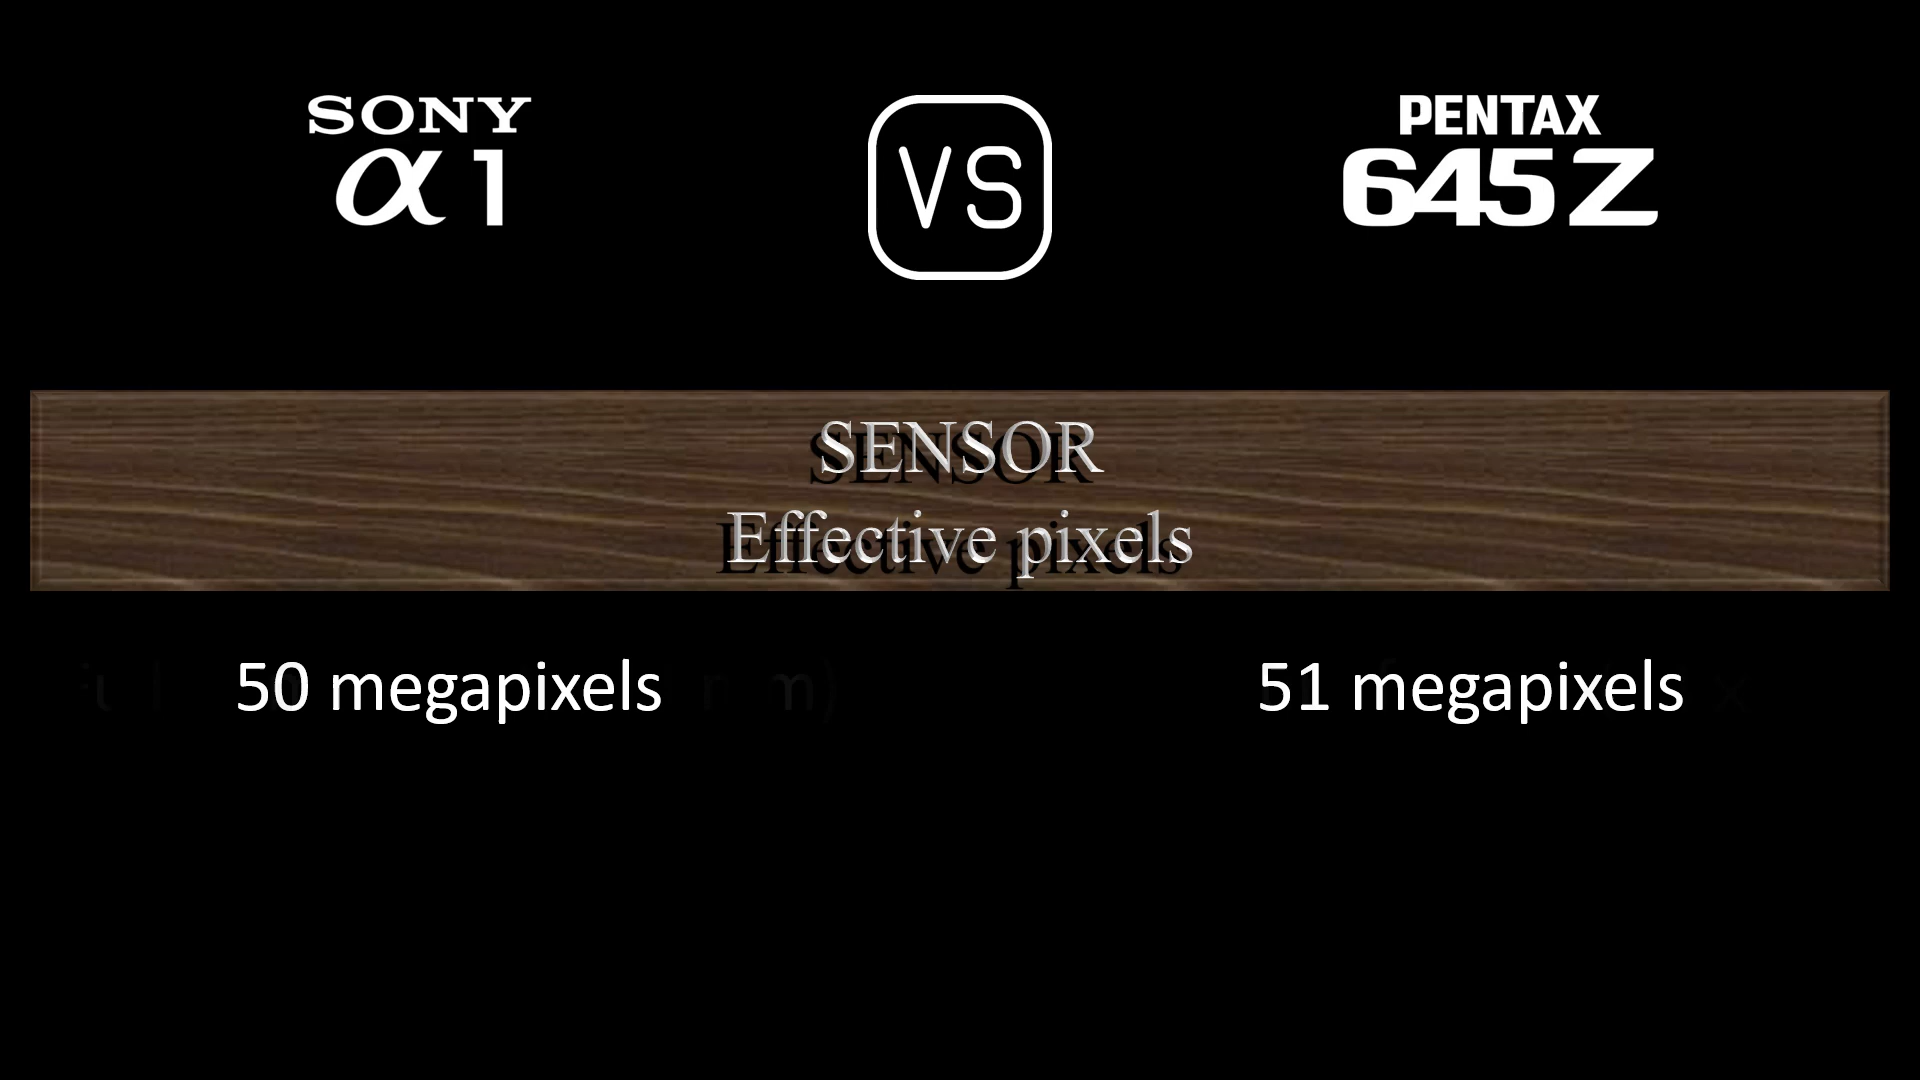 SONY
α1
VS
PENTAX
645Z
SENSOR
Effective pixels
50 megapixels
51 megapixels